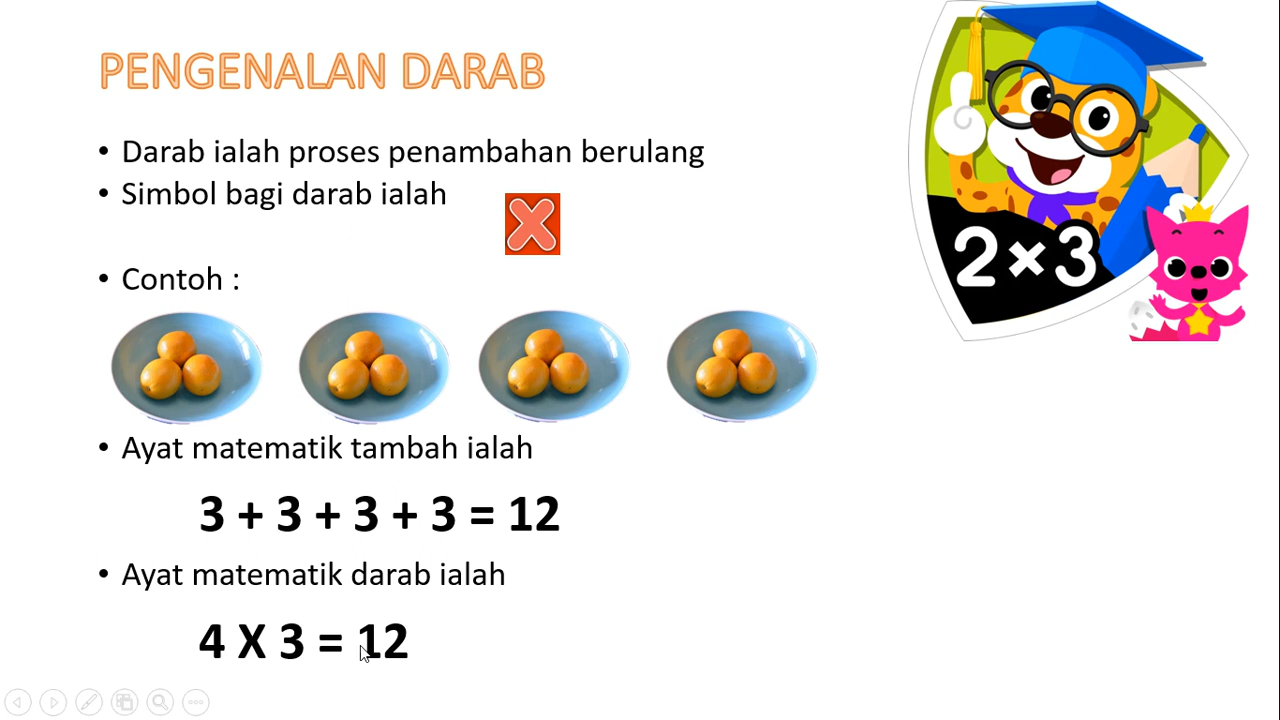 PENGENALAN DARAB
• Darab ialah proses penambahan berulang
• Simbol bagi darab ialah
• Contoh :
2×3
• Ayat matematik tambah ialah
3 + 3 + 3 + 3 = 12
• Ayat matematik darab ialah
4 X 3 = 12